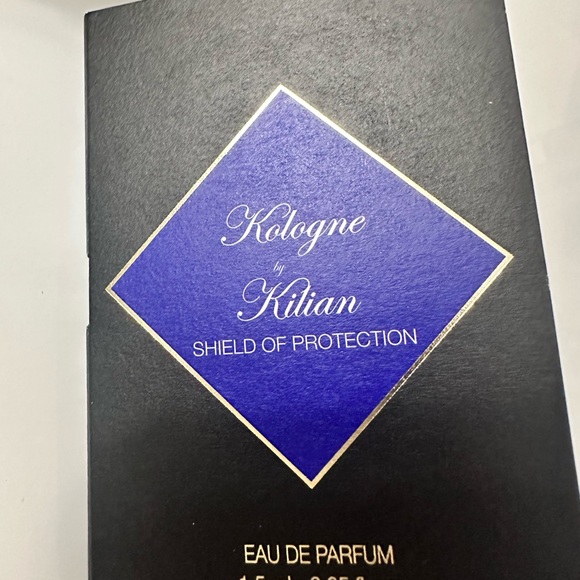 Kologne
by
Kilian
SHIELD OF PROTECTION
EAU DE PARFUM